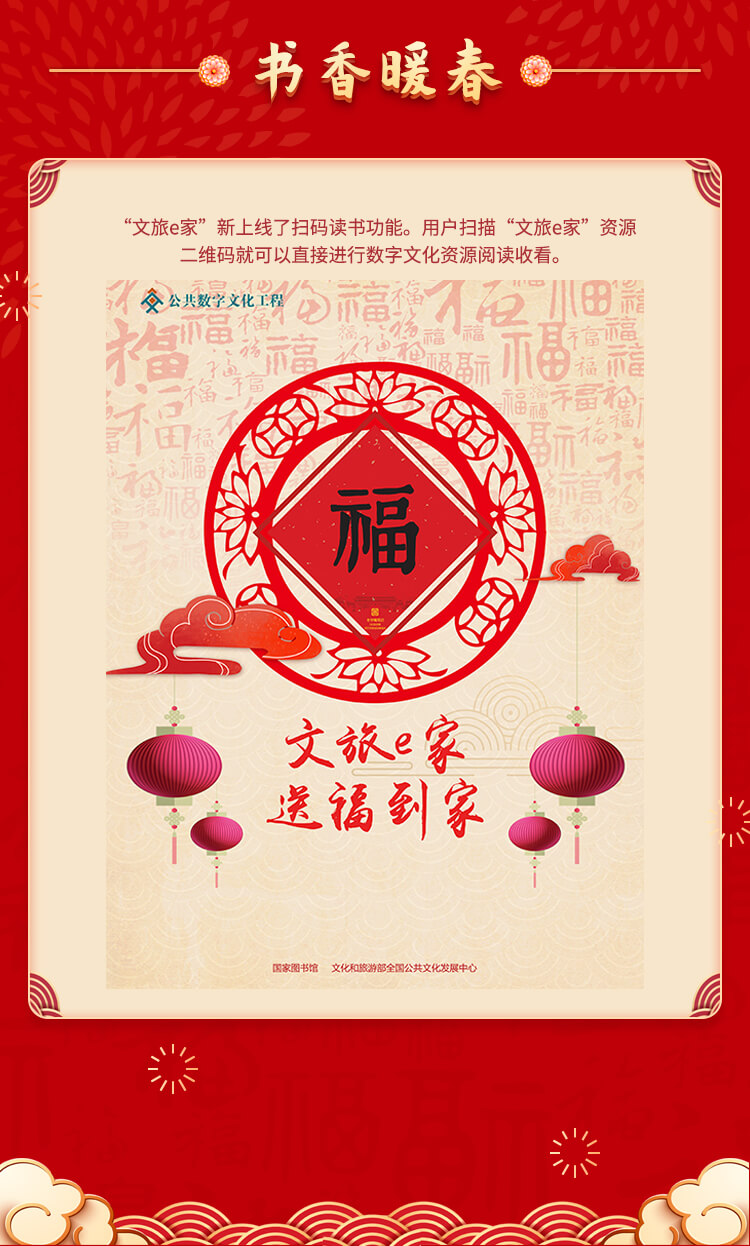 书香暖春
“文旅e家”新上线了扫码读书功能。用户扫描“文旅e家”资源
二维码就可以直接进行数字文化资源阅读收看。
公共数字文化工程
福
文旅e家
送福到家
国家图书馆 文化和旅游部全国公共文化发展中心